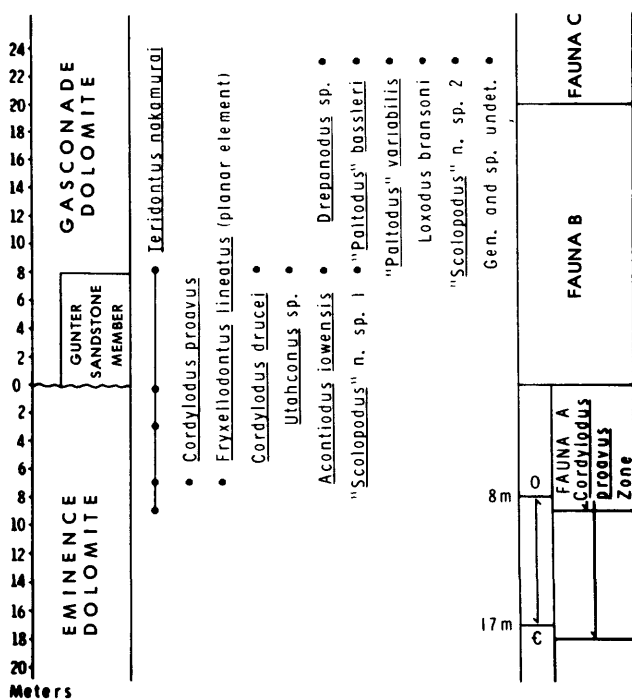 24
22
20
18
16
14
12
10
8
6
4
2
0
2
4
6
8
10
12
14
16
18
20
Meters
GASCONADE
DOLOMITE
GUNTER
SANDSTONE
MEMBER
EMINENCE
DOLOMITE
Teridontus nakamurai
Cordylodus proavus
Fryxellodontus lineatus (planar element)
Cordylodus drucei
Utahconus sp.
Acontiodus iowensis
Drepanodus sp.
"Scolopodus" n. sp. 1
"Paltodus" bassleri
"Paltodus" variabilis
Loxodus bransoni
"Scolopodus" n. sp. 2
Gen. and sp. undet.
8m
17m
O
€
FAUNA C
FAUNA B
FAUNA A
Cordylodus
proavus
Zone